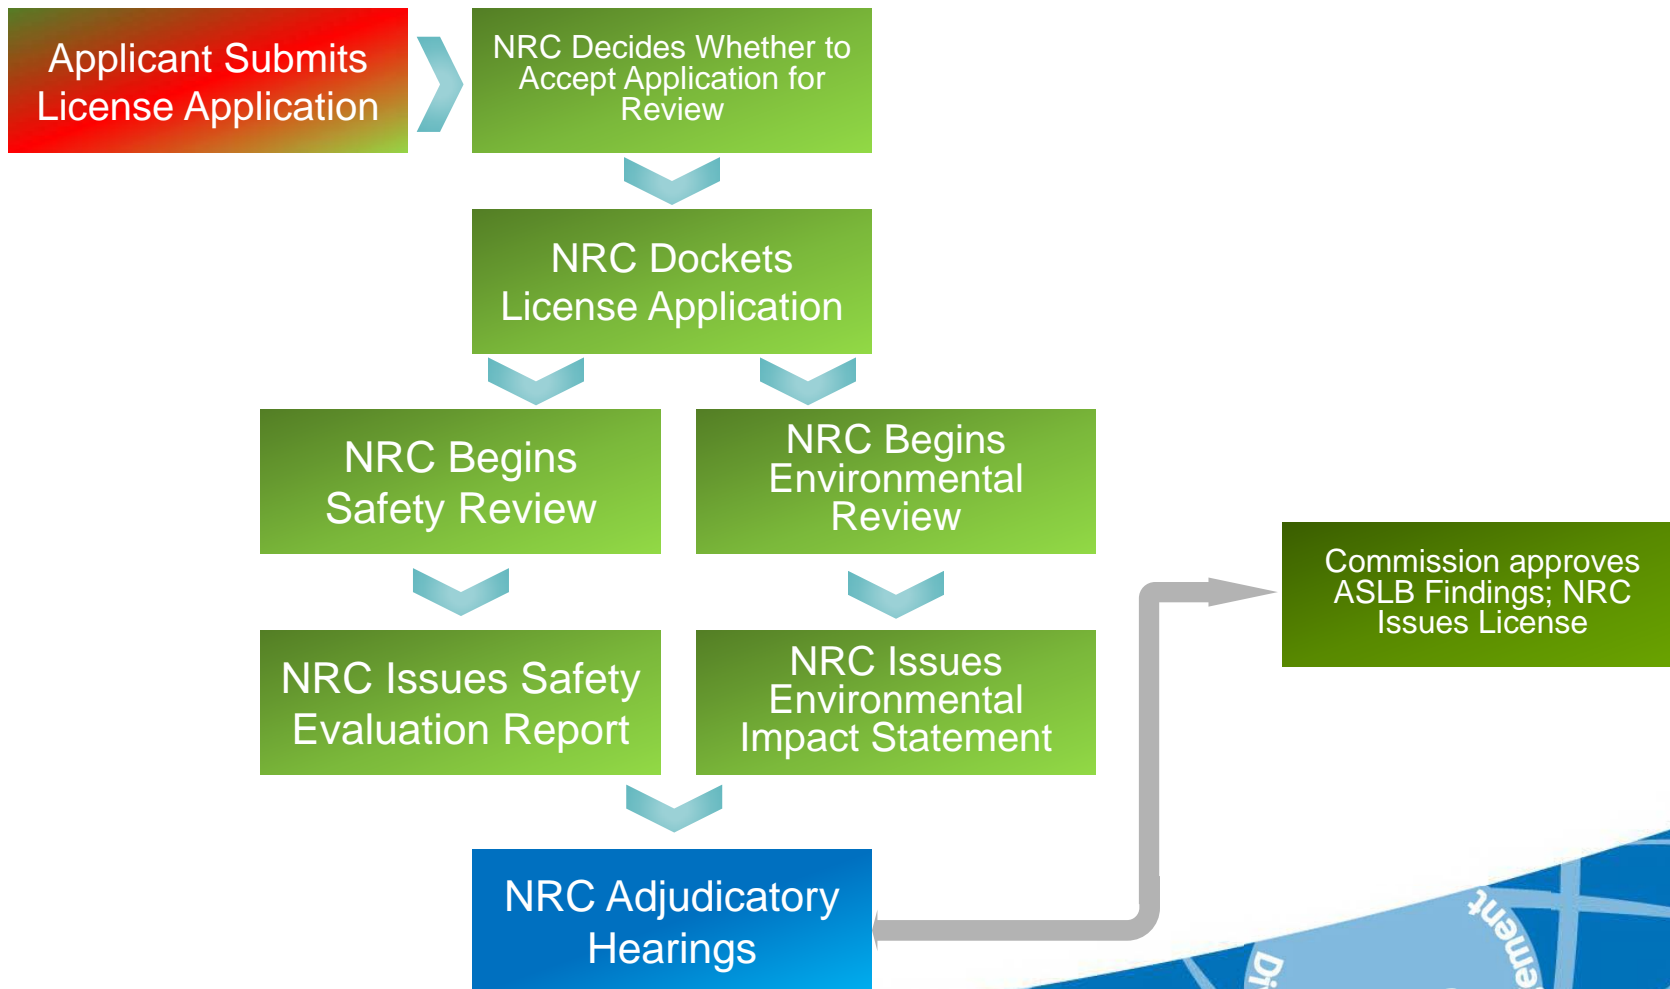 Applicant Submits
License Application
NRC Decides Whether to
Accept Application for
Review
NRC Dockets
License Application
NRC Begins
Safety Review
NRC Begins
Environmental
Review
NRC Issues Safety
Evaluation Report
NRC Issues
Environmental
Impact Statement
NRC Adjudicatory
Hearings
Commission approves
ASLB Findings; NRC
Issues License